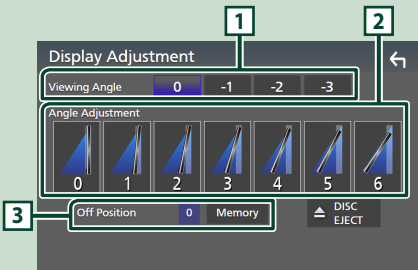 1
2
Display Adjustment
Viewing Angle 0 -1 -2 -3
Angle Adjustment
0 1 2 3 4 5 6
3
Off Position 0 Memory
DISC
EJECT